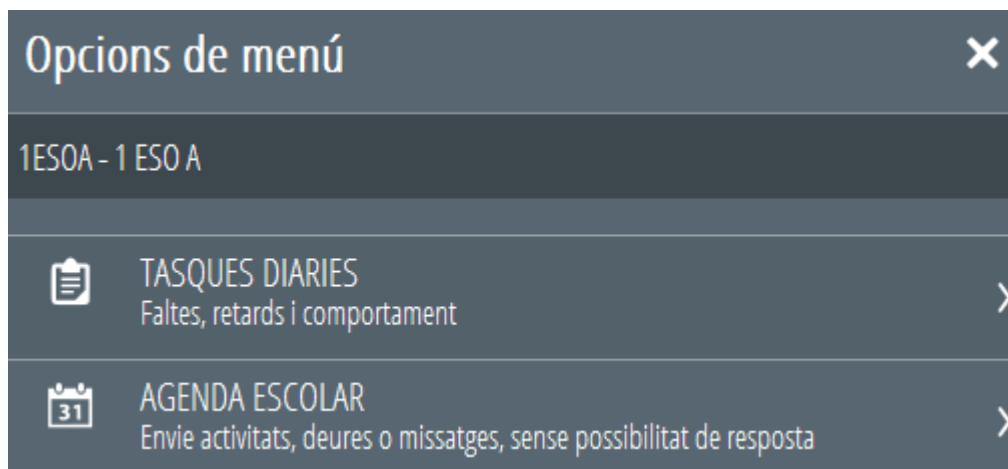 Opcions de menú
1ESOA - 1 ESO A
TASQUES DIARIES
Faltes, retards i comportament
31
AGENDA ESCOLAR
Envie activitats, deures o missatges, sense possibilitat de resposta